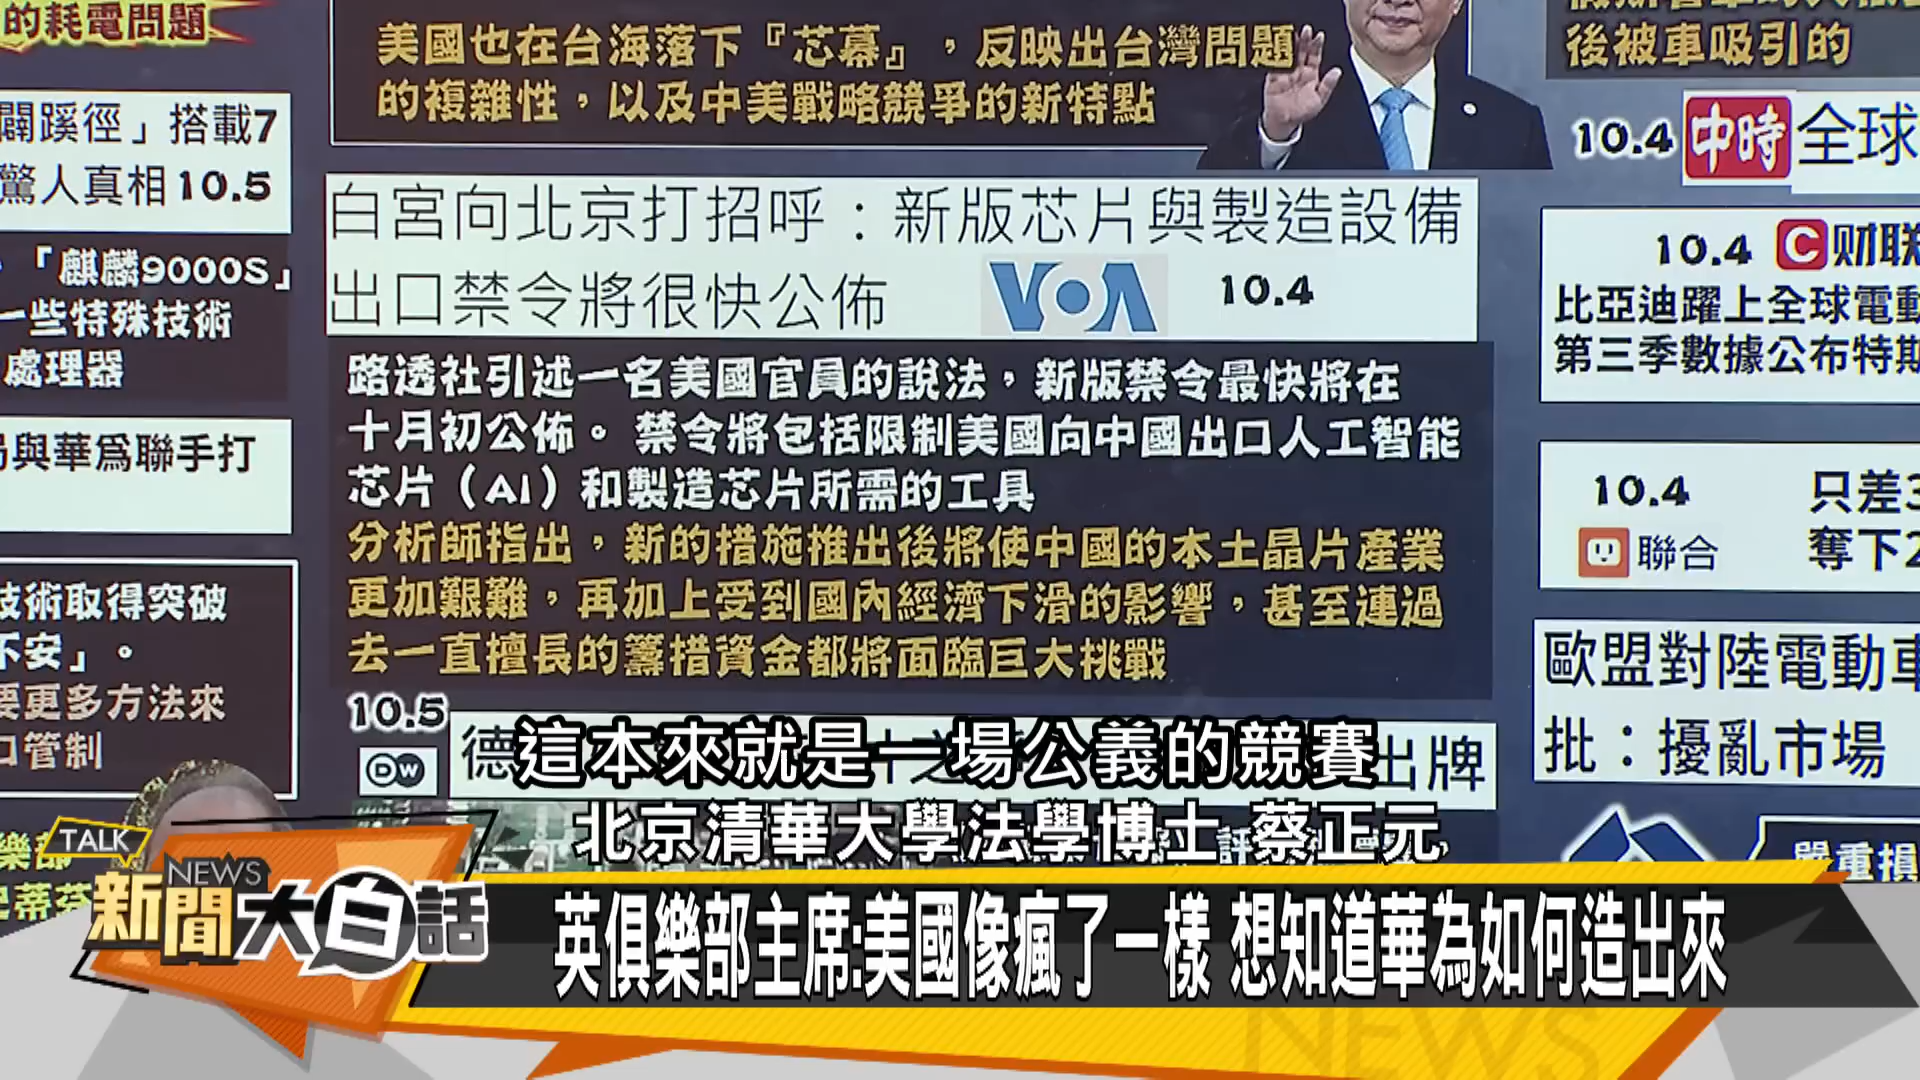 的耗電問題
闢蹊徑」搭載7
驚人真相 10.5
「麒麟9000S」
一些特殊技術
處理器
與華為聯手打
技術取得突破
不安」。
要更多方法來
口管制
美國也在台海落下『芯幕』，反映出台灣問題
的複雜性，以及中美戰略競爭的新特點
白宮向北京打招呼：新版芯片與製造設備
出口禁令將很快公佈 VOA 10.4
路透社引述一名美國官員的說法，新版禁令最快將在
十月初公佈。禁令將包括限制美國向中國出口人工智能
芯片（AI）和製造芯片所需的工具
分析師指出，新的措施推出後將使中國的本土晶片產業
更加艱難，再加上受到國內經濟下滑的影響，甚至連過
去一直擅長的籌措資金都將面臨巨大挑戰
10.5
DW 德
出牌
後被車吸引的
10.4 中時 全球
10.4 C 财联
比亞迪躍上全球電動
第三季數據公布特斯
10.4 只差3
聯合 奪下2
歐盟對陸電動車
批：擾亂市場
嚴重損
這本來就是一場公義的競賽
北京清華大學法學博士 蔡正元
TALK
NEWS
新聞大白話
英俱樂部主席:美國像瘋了一樣 想知道華為如何造出來
NEWS